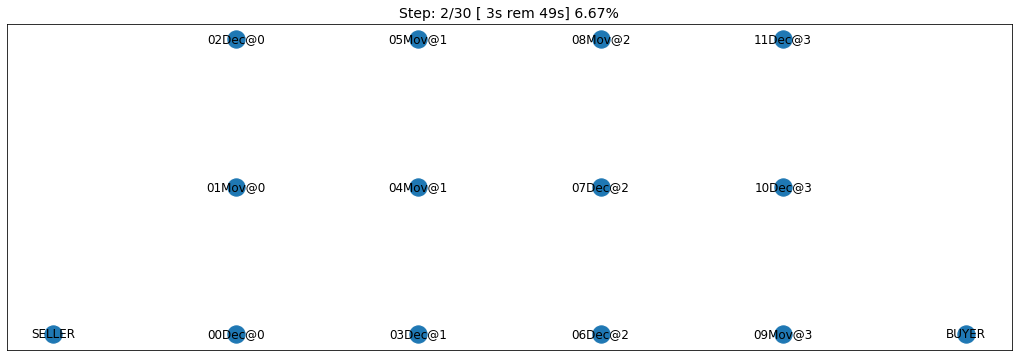 Step: 2/30 [ 3s rem 49s] 6.67%
02Dec@0 05Mov@1 08Mov@2 11Dec@3
01Mov@0 04Mov@1 07Dec@2 10Dec@3
SELLER 00Dec@0 03Dec@1 06Dec@2 09Mov@3 BUYER